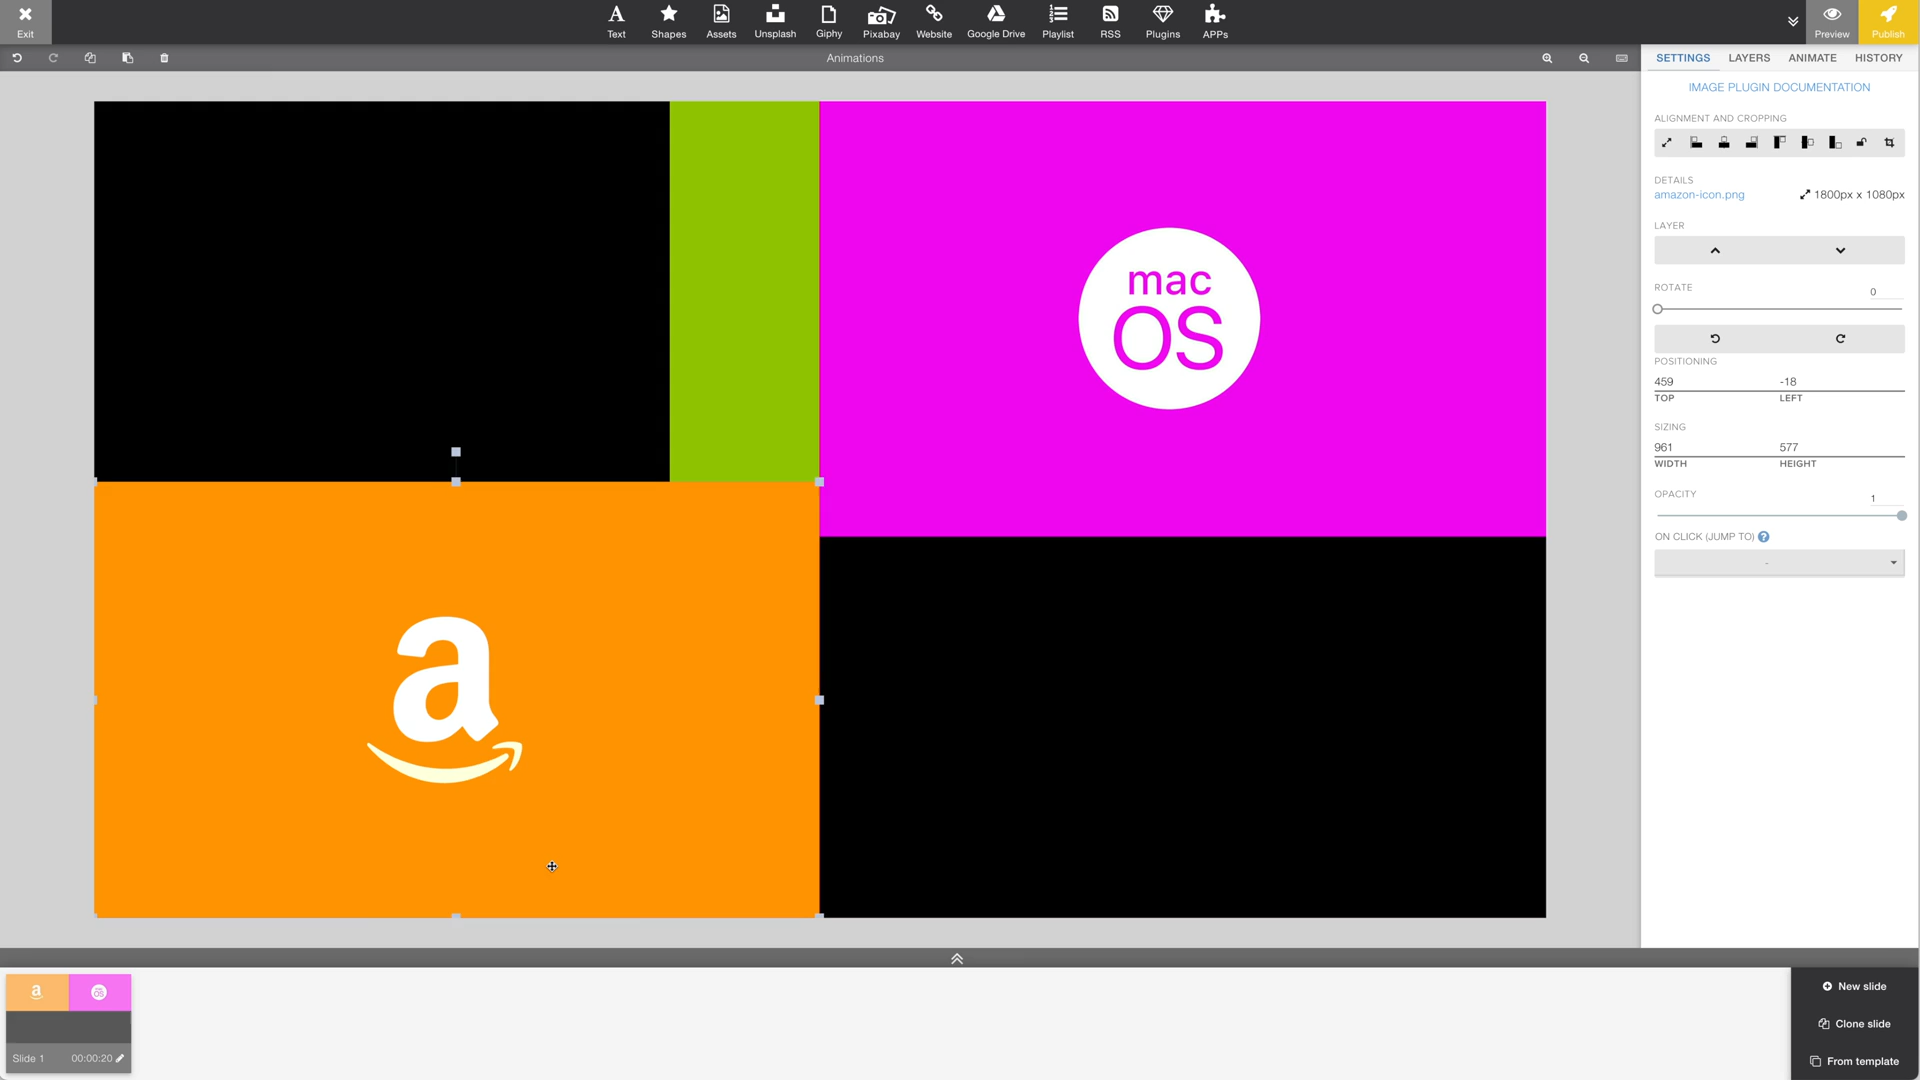 Exit
Text
Shapes
Assets
Unsplash
Giphy
Pixabay
Website
Google Drive
Playlist
RSS
Plugins
APPs
Preview
Publish
Animations
SETTINGS
LAYERS
ANIMATE
HISTORY
IMAGE PLUGIN DOCUMENTATION
ALIGNMENT AND CROPPING
DETAILS
amazon-icon.png
1800px x 1080px
LAYER
ROTATE
0
POSITIONING
459
-18
TOP
LEFT
SIZING
961
577
WIDTH
HEIGHT
OPACITY
1
ON CLICK (JUMP TO) ?
-
mac
OS
a
a
OS
Slide 1
00:00:20
New slide
Clone slide
From template